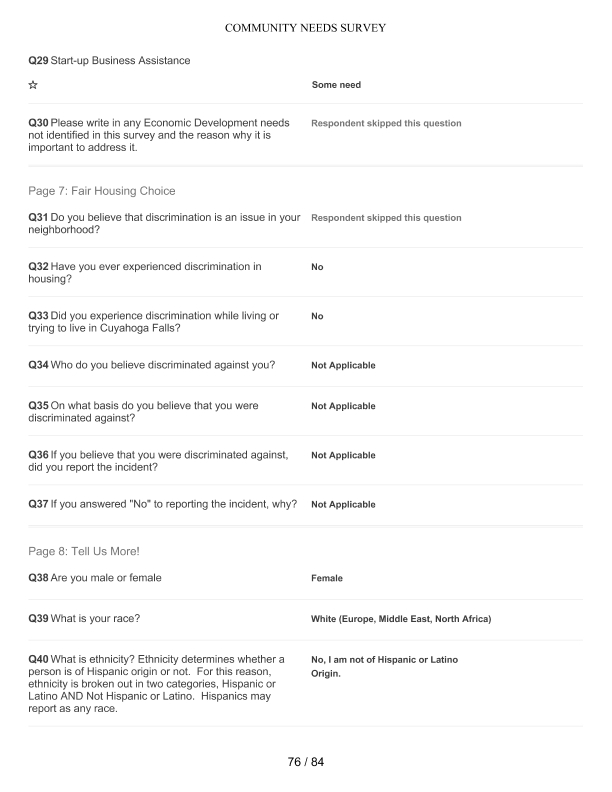 COMMUNITY NEEDS SURVEY
Q29 Start-up Business Assistance
☆ Some need
Q30 Please write in any Economic Development needs
not identified in this survey and the reason why it is
important to address it.
Respondent skipped this question
Page 7: Fair Housing Choice
Q31 Do you believe that discrimination is an issue in your
neighborhood?
Respondent skipped this question
Q32 Have you ever experienced discrimination in
housing?
No
Q33 Did you experience discrimination while living or
trying to live in Cuyahoga Falls?
No
Q34 Who do you believe discriminated against you?
Not Applicable
Q35 On what basis do you believe that you were
discriminated against?
Not Applicable
Q36 If you believe that you were discriminated against,
did you report the incident?
Not Applicable
Q37 If you answered "No" to reporting the incident, why?
Not Applicable
Page 8: Tell Us More!
Q38 Are you male or female
Female
Q39 What is your race?
White (Europe, Middle East, North Africa)
Q40 What is ethnicity? Ethnicity determines whether a
person is of Hispanic origin or not.  For this reason,
ethnicity is broken out in two categories, Hispanic or
Latino AND Not Hispanic or Latino.  Hispanics may
report as any race.
No, I am not of Hispanic or Latino
Origin.
76 / 84